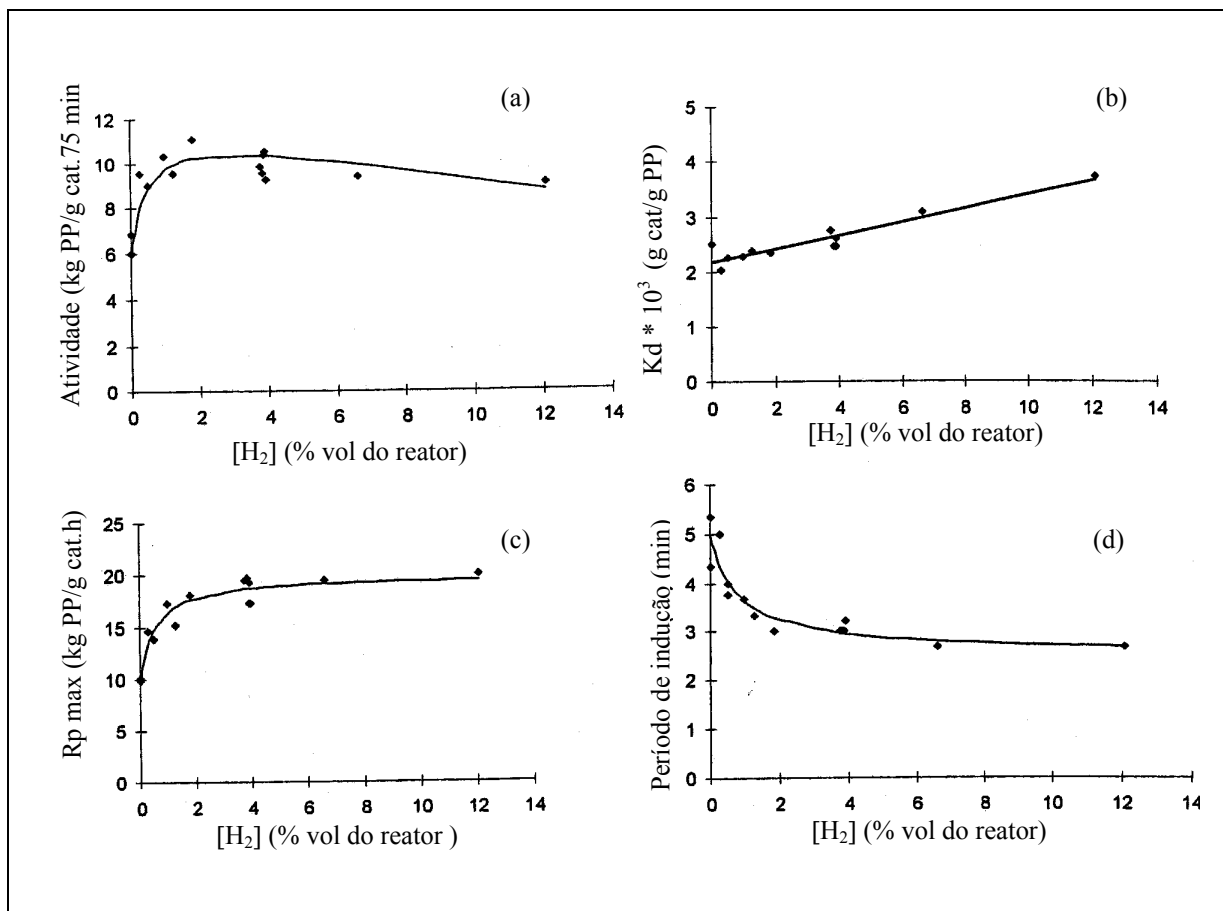 (a)
Atividade (kg PP/g cat.75 min
12
10
8
6
4
2
0
0 2 4 6 8 10 12 14
[H₂] (% vol do reator)
(b)
Kd * 10³ (g cat/g PP)
5
4
3
2
1
0
0 2 4 6 8 10 12 14
[H₂] (% vol do reator)
(c)
Rp max (kg PP/g cat.h)
25
20
15
10
5
0
0 2 4 6 8 10 12 14
[H₂] (% vol do reator )
(d)
Período de indução (min)
6
5
4
3
2
1
0
0 2 4 6 8 10 12 14
[H₂] (% vol do reator)